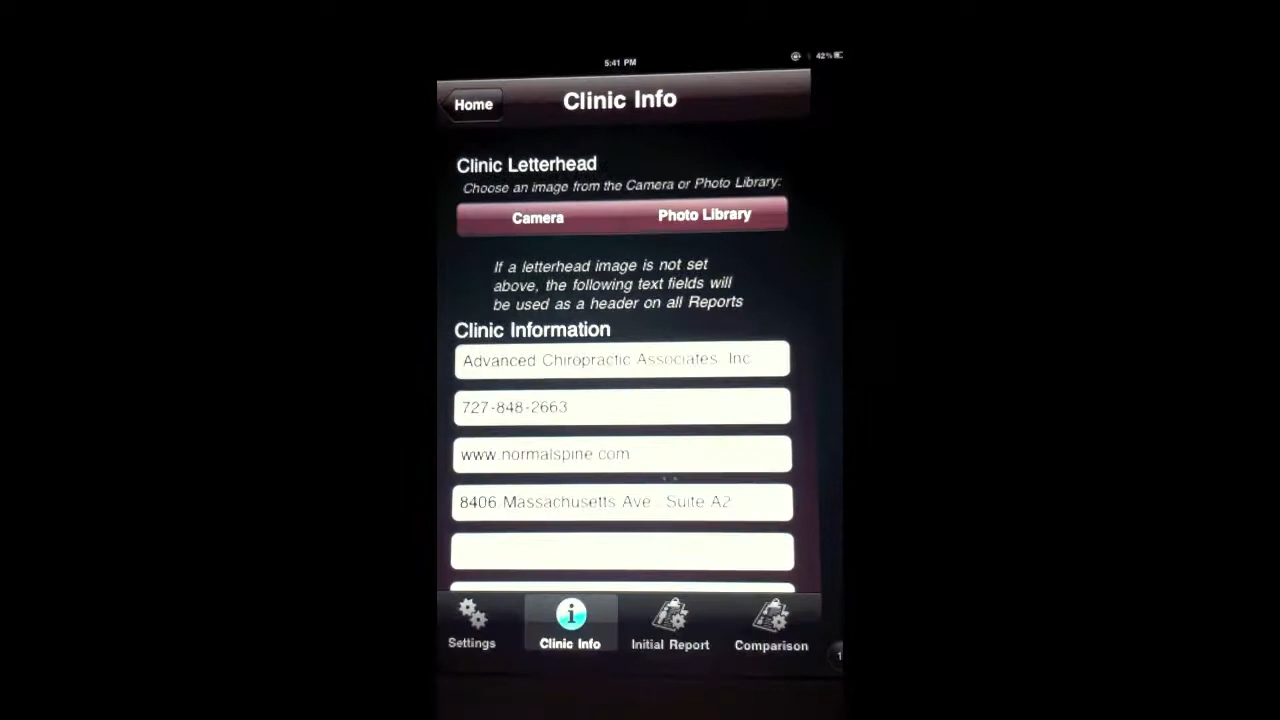 5:41 PM
42%
Home
Clinic Info
Clinic Letterhead
Choose an image from the Camera or Photo Library:
Camera
Photo Library
If a letterhead image is not set
above, the following text fields will
be used as a header on all Reports
Clinic Information
Advanced Chiropractic Associates, Inc
727-848-2663
www.normalspine.com
8406 Massachusetts Ave., Suite A2
Settings
Clinic Info
Initial Report
Comparison
1